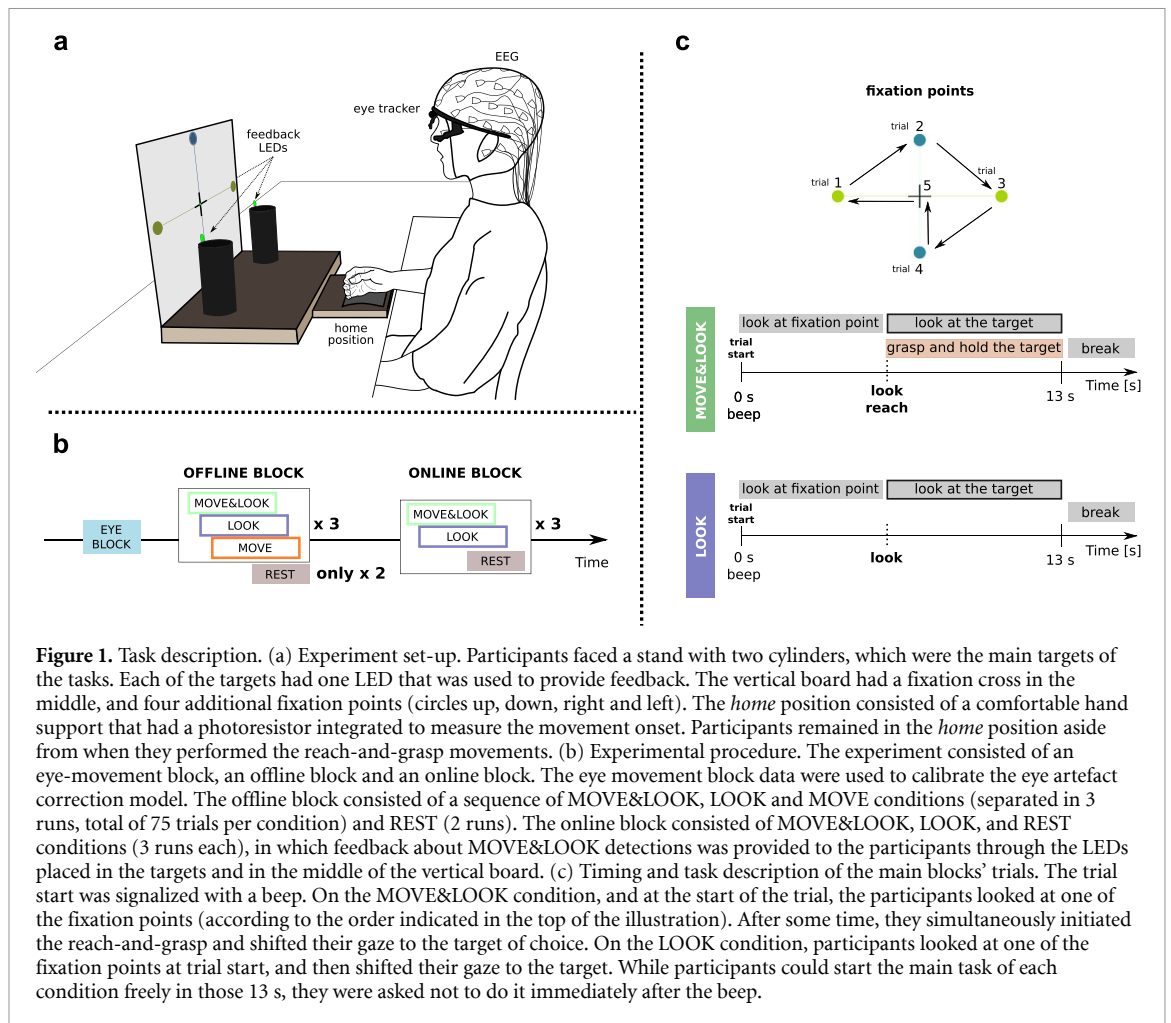 a
EEG
eye tracker
feedback
LEDs
home
position
b
OFFLINE BLOCK
ONLINE BLOCK
EYE
BLOCK
MOVE&LOOK
LOOK
MOVE
x 3
REST
only x 2
MOVE&LOOK
LOOK
REST
x 3
Time
c
fixation points
trial 2
trial 1
5
trial 3
trial 4
MOVE&LOOK
look at fixation point
look at the target
grasp and hold the target
break
trial
start
0 s
beep
look
reach
13 s
Time [s]
LOOK
look at fixation point
look at the target
break
trial
start
0 s
beep
look
13 s
Time [s]
Figure 1. Task description. (a) Experiment set-up. Participants faced a stand with two cylinders, which were the main targets of
the tasks. Each of the targets had one LED that was used to provide feedback. The vertical board had a fixation cross in the
middle, and four additional fixation points (circles up, down, right and left). The home position consisted of a comfortable hand
support that had a photoresistor integrated to measure the movement onset. Participants remained in the home position aside
from when they performed the reach-and-grasp movements. (b) Experimental procedure. The experiment consisted of an
eye-movement block, an offline block and an online block. The eye movement block data were used to calibrate the eye artefact
correction model. The offline block consisted of a sequence of MOVE&LOOK, LOOK and MOVE conditions (separated in 3
runs, total of 75 trials per condition) and REST (2 runs). The online block consisted of MOVE&LOOK, LOOK, and REST
conditions (3 runs each), in which feedback about MOVE&LOOK detections was provided to the participants through the LEDs
placed in the targets and in the middle of the vertical board. (c) Timing and task description of the main blocks' trials. The trial
start was signalized with a beep. On the MOVE&LOOK condition, and at the start of the trial, the participants looked at one of
the fixation points (according to the order indicated in the top of the illustration). After some time, they simultaneously initiated
the reach-and-grasp and shifted their gaze to the target of choice. On the LOOK condition, participants looked at one of the
fixation points at trial start, and then shifted their gaze to the target. While participants could start the main task of each
condition freely in those 13 s, they were asked not to do it immediately after the beep.